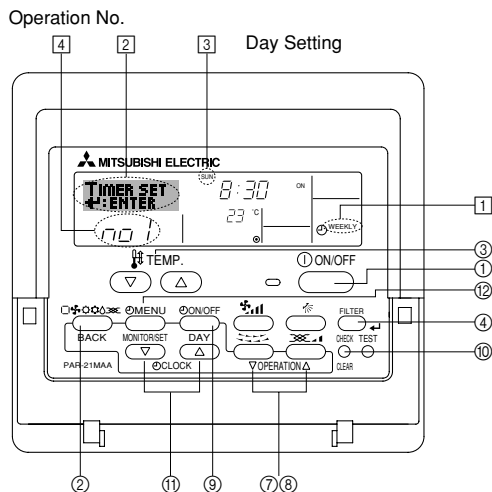 Operation No.
4 2 3 Day Setting
MITSUBISHI ELECTRIC
TIMER SET
↵:ENTER
SUN
8:30
ON
23 °C
no 1
WEEKLY
1
TEMP.
ON/OFF
③
①
⑫
MENU
ON/OFF
FILTER
④
BACK
MONITOR/SET
DAY
CHECK TEST
⑩
PAR-21MAA
CLOCK
▽OPERATION△
CLEAR
② ⑪ ⑨ ⑦⑧